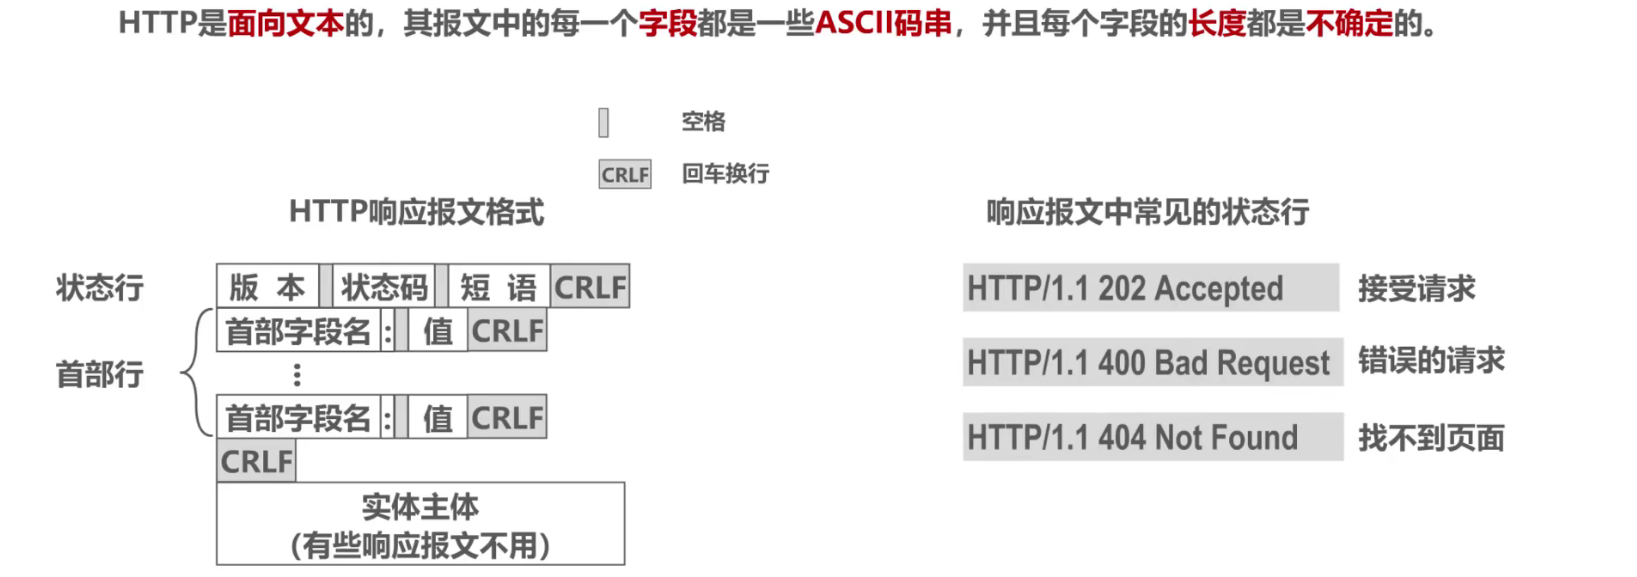 HTTP是面向文本的，其报文中的每一个字段都是一些ASCII码串，并且每个字段的长度都是不确定的。
空格
CRLF 回车换行
HTTP响应报文格式
状态行 版 本 状态码 短 语 CRLF
首部行
首部字段名 : 值 CRLF
⋮
首部字段名 : 值 CRLF
CRLF
实体主体
（有些响应报文不用）
响应报文中常见的状态行
HTTP/1.1 202 Accepted 接受请求
HTTP/1.1 400 Bad Request 错误的请求
HTTP/1.1 404 Not Found 找不到页面